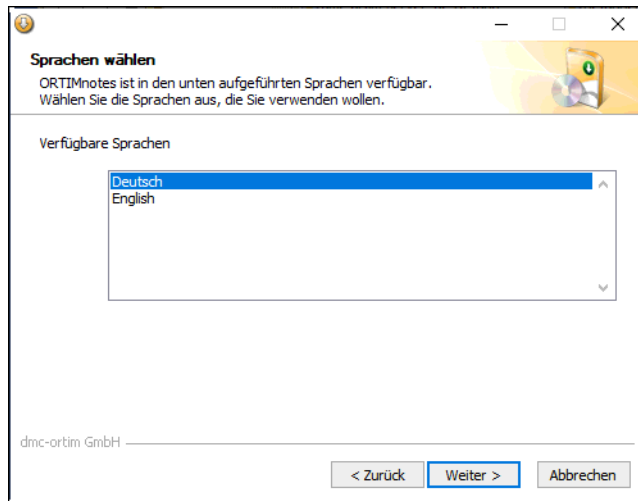 Sprachen wählen
ORTIMnotes ist in den unten aufgeführten Sprachen verfügbar.
Wählen Sie die Sprachen aus, die Sie verwenden wollen.
Verfügbare Sprachen
Deutsch
English
dmc-ortim GmbH
< Zurück
Weiter >
Abbrechen